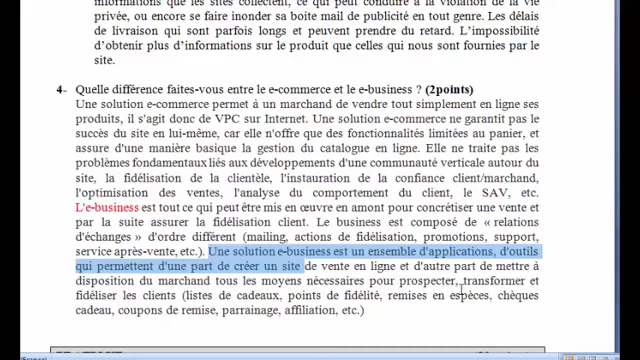 informations que les sites collectent, ce qui peut conduire à la violation de la vie
privée, ou encore se faire inonder sa boite mail de publicité en tout genre. Les délais
de livraison qui sont parfois longs et peuvent prendre du retard. L'impossibilité
d'obtenir plus d'informations sur le produit que celles qui nous sont fournies par le
site.
4- Quelle différence faites-vous entre le e-commerce et le e-business ? (2points)
Une solution e-commerce permet à un marchand de vendre tout simplement en ligne ses
produits, il s'agit donc de VPC sur Internet. Une solution e-commerce ne garantit pas le
succès du site en lui-même, car elle n'offre que des fonctionnalités limitées au panier, et
assure d'une manière basique la gestion du catalogue en ligne. Elle ne traite pas les
problèmes fondamentaux liés aux développements d'une communauté verticale autour du
site, la fidélisation de la clientèle, l'instauration de la confiance client/marchand,
l'optimisation des ventes, l'analyse du comportement du client, le SAV, etc.
L'e-business est tout ce qui peut être mis en œuvre en amont pour concrétiser une vente et
par la suite assurer la fidélisation client. Le business est composé de « relations
d'échanges » d'ordre différent (mailing, actions de fidélisation, promotions, support,
service après-vente, etc.). Une solution e-business est un ensemble d'applications, d'outils
qui permettent d'une part de créer un site de vente en ligne et d'autre part de mettre à
disposition du marchand tous les moyens nécessaires pour prospecter, transformer et
fidéliser les clients (listes de cadeaux, points de fidélité, remises en espèces, chèques
cadeau, coupons de remise, parrainage, affiliation, etc.)